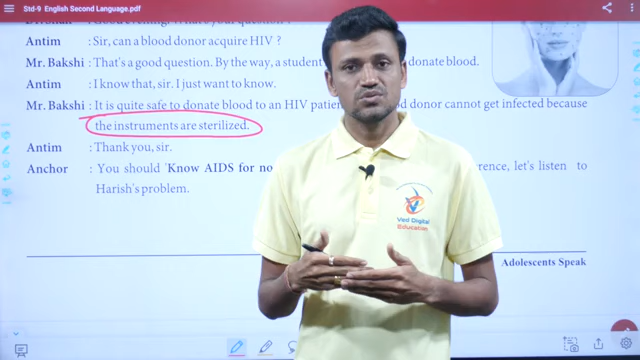 Std-9 English Second Language.pdf
Antim : Sir, can a blood donor acquire HIV ?
Mr. Bakshi : That's a good question. By the way, a student donate blood.
Antim : I know that, sir. I just want to know.
Mr. Bakshi : It is quite safe to donate blood to an HIV patie d donor cannot get infected because
the instruments are sterilized.
Antim : Thank you, sir.
Anchor : You should 'Know AIDS for no rence, let's listen to
Harish's problem.
Ved Digital
Education
Adolescents Speak